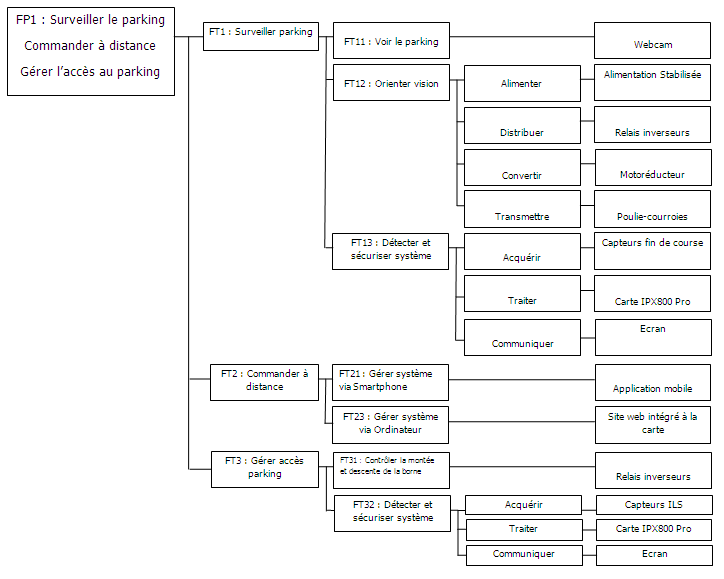 FP1 : Surveiller le parking
Commander à distance
Gérer l'accès au parking
FT1 : Surveiller parking
FT11 : Voir le parking
Webcam
FT12 : Orienter vision
Alimenter
Alimentation Stabilisée
Distribuer
Relais inverseurs
Convertir
Motoréducteur
Transmettre
Poulie-courroies
FT13 : Détecter et
sécuriser système
Acquérir
Capteurs fin de course
Traiter
Carte IPX800 Pro
Communiquer
Ecran
FT2 : Commander à
distance
FT21 : Gérer système
via Smartphone
Application mobile
FT23 : Gérer système
via Ordinateur
Site web intégré à la
carte
FT3 : Gérer accès
parking
FT31 : Contrôler la montée
et descente de la borne
Relais inverseurs
FT32 : Détecter et
sécuriser système
Acquérir
Capteurs ILS
Traiter
Carte IPX800 Pro
Communiquer
Ecran